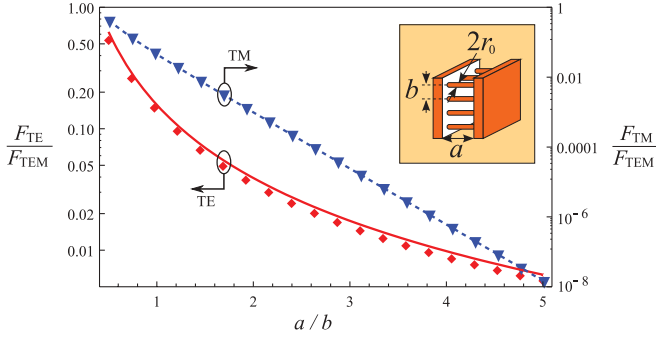 1.00
0.50
0.20
0.10
0.05
0.02
0.01
F_TE
F_TEM
1
0.01
0.0001
10⁻⁶
10⁻⁸
F_TM
F_TEM
TM
TE
2r₀
b
a
1 2 3 4 5
a / b